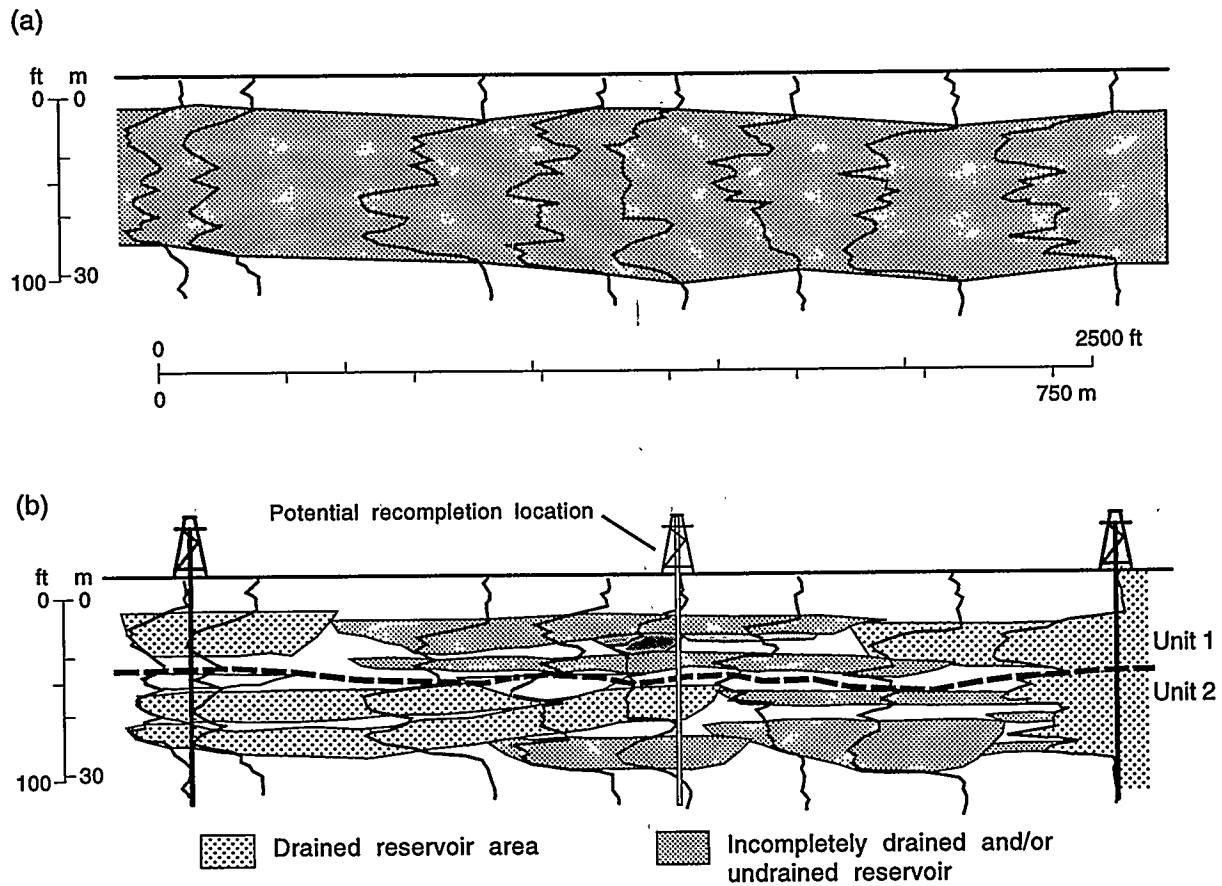 (a)
ft m
0 0
100 30
0 2500 ft
0 750 m
(b)
Potential recompletion location
ft m
0 0
Unit 1
Unit 2
100 30
Drained reservoir area
Incompletely drained and/or
undrained reservoir